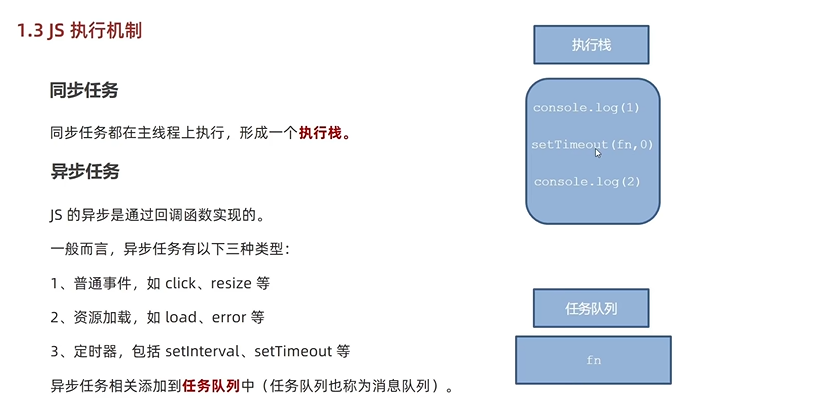 1.3 JS 执行机制
同步任务
同步任务都在主线程上执行，形成一个执行栈。
异步任务
JS 的异步是通过回调函数实现的。
一般而言，异步任务有以下三种类型：
1、普通事件，如 click、resize 等
2、资源加载，如 load、error 等
3、定时器，包括 setInterval、setTimeout 等
异步任务相关添加到任务队列中（任务队列也称为消息队列）。
执行栈
console.log(1)
setTimeout(fn,0)
console.log(2)
任务队列
fn